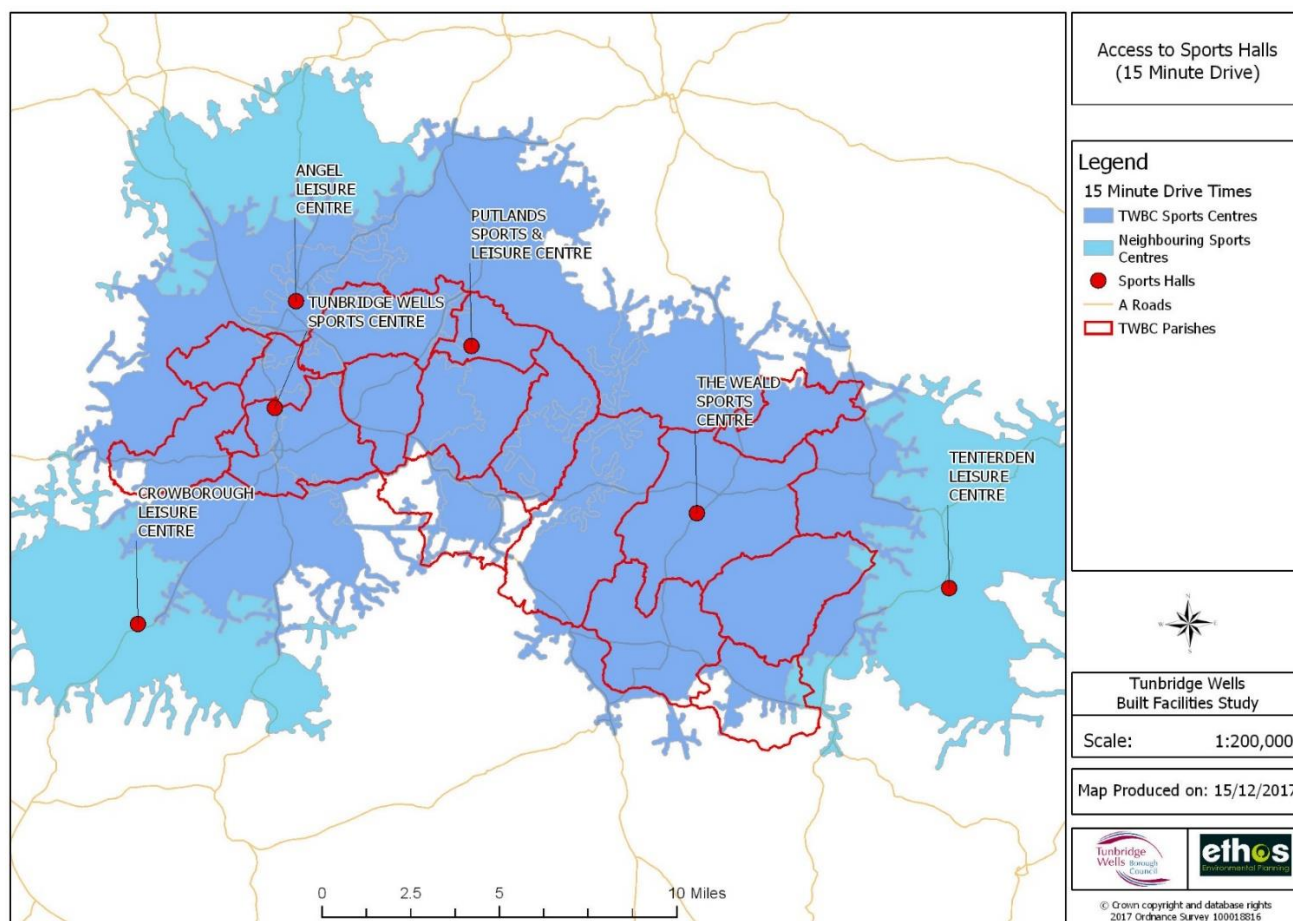 ANGEL
LEISURE
CENTRE
PUTLANDS
SPORTS &
LEISURE CENTRE
TUNBRIDGE WELLS
SPORTS CENTRE
THE WEALD
SPORTS
CENTRE
TENTERDEN
LEISURE
CENTRE
CROWBOROUGH
LEISURE
CENTRE
0 2.5 5 10 Miles
Access to Sports Halls
(15 Minute Drive)
Legend
15 Minute Drive Times
TWBC Sports Centres
Neighbouring Sports
Centres
Sports Halls
A Roads
TWBC Parishes
N
E
S
W
Tunbridge Wells
Built Facilities Study
Scale: 1:200,000
Map Produced on: 15/12/2017
Tunbridge
Wells Borough
Council
ethos
Environmental Planning
© Crown copyright and database rights
2017 Ordnance Survey 100018816